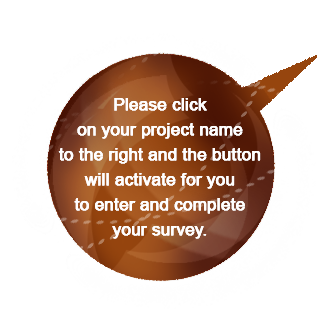 Please click
on your project name
to the right and the button
will activate for you
to enter and complete
your survey.